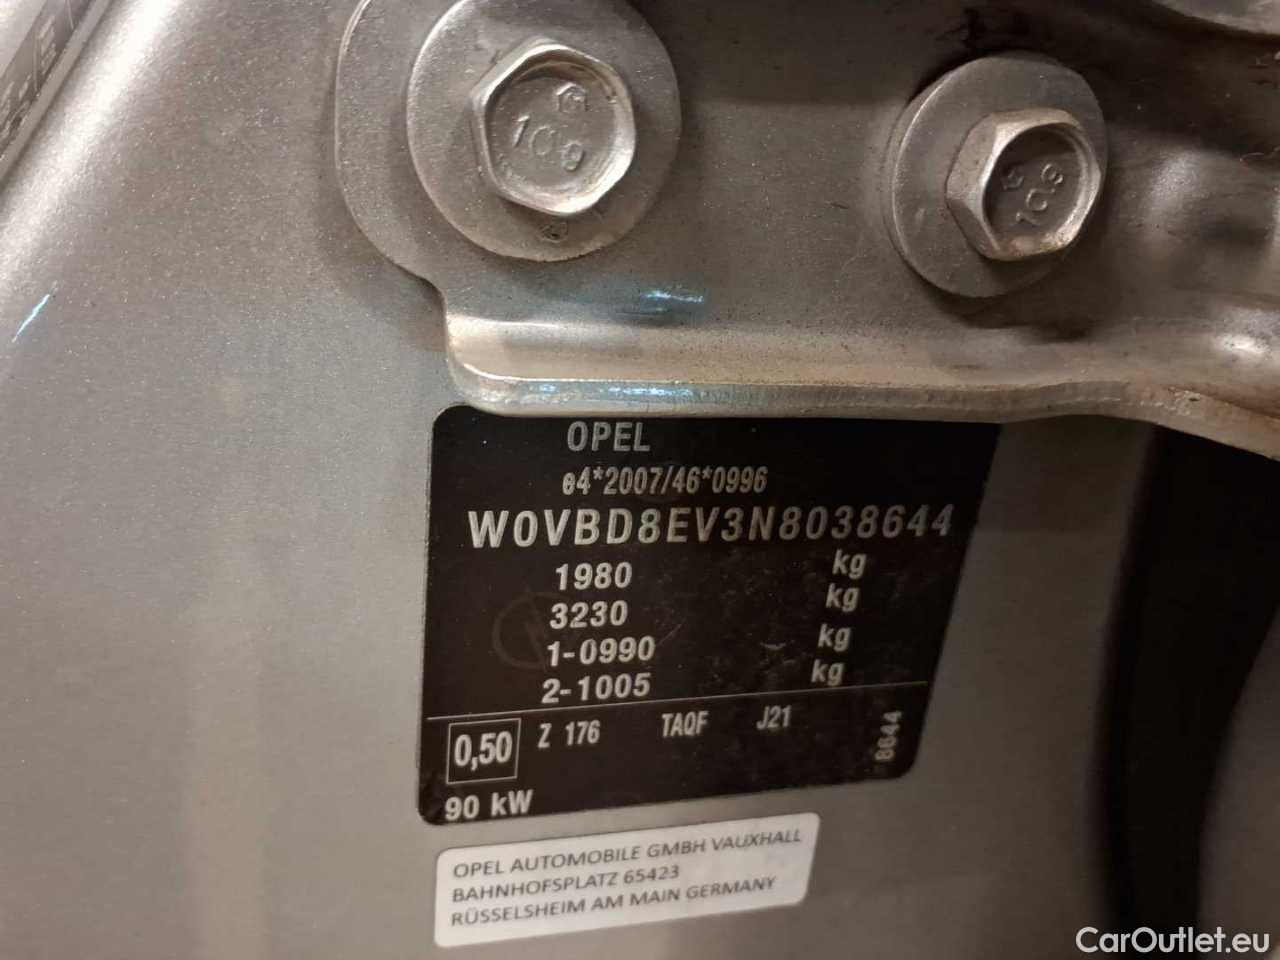 10.9
10.9
OPEL
e4*2007/46*0996
W0VBD8EV3N8038644
1980 kg
3230 kg
1-0990 kg
2-1005 kg
0,50 Z 176 TAQF J21 8644
90 kW
OPEL AUTOMOBILE GMBH VAUXHALL
BAHNHOFSPLATZ 65423
RÜSSELSHEIM AM MAIN GERMANY
CarOutlet.eu